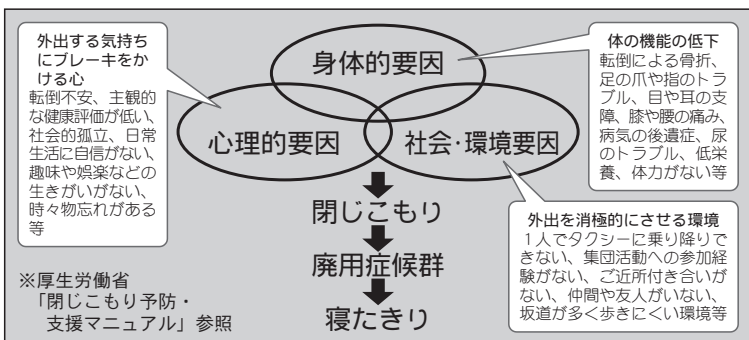 外出する気持ち
にブレーキをか
ける心
転倒不安、主観的
な健康評価が低い、
社会的孤立、日常
生活に自信がない、
趣味や娯楽などの
生きがいがない、
時々物忘れがある
等
身体的要因
心理的要因
社会・環境要因
体の機能の低下
転倒による骨折、
足の爪や指のトラ
ブル、目や耳の支
障、膝や腰の痛み、
病気の後遺症、尿
のトラブル、低栄
養、体力がない等
閉じこもり
廃用症候群
寝たきり
外出を消極的にさせる環境
1人でタクシーに乗り降りで
きない、集団活動への参加経
験がない、ご近所付き合いが
ない、仲間や友人がいない、
坂道が多く歩きにくい環境等
※厚生労働省
「閉じこもり予防・
支援マニュアル」参照